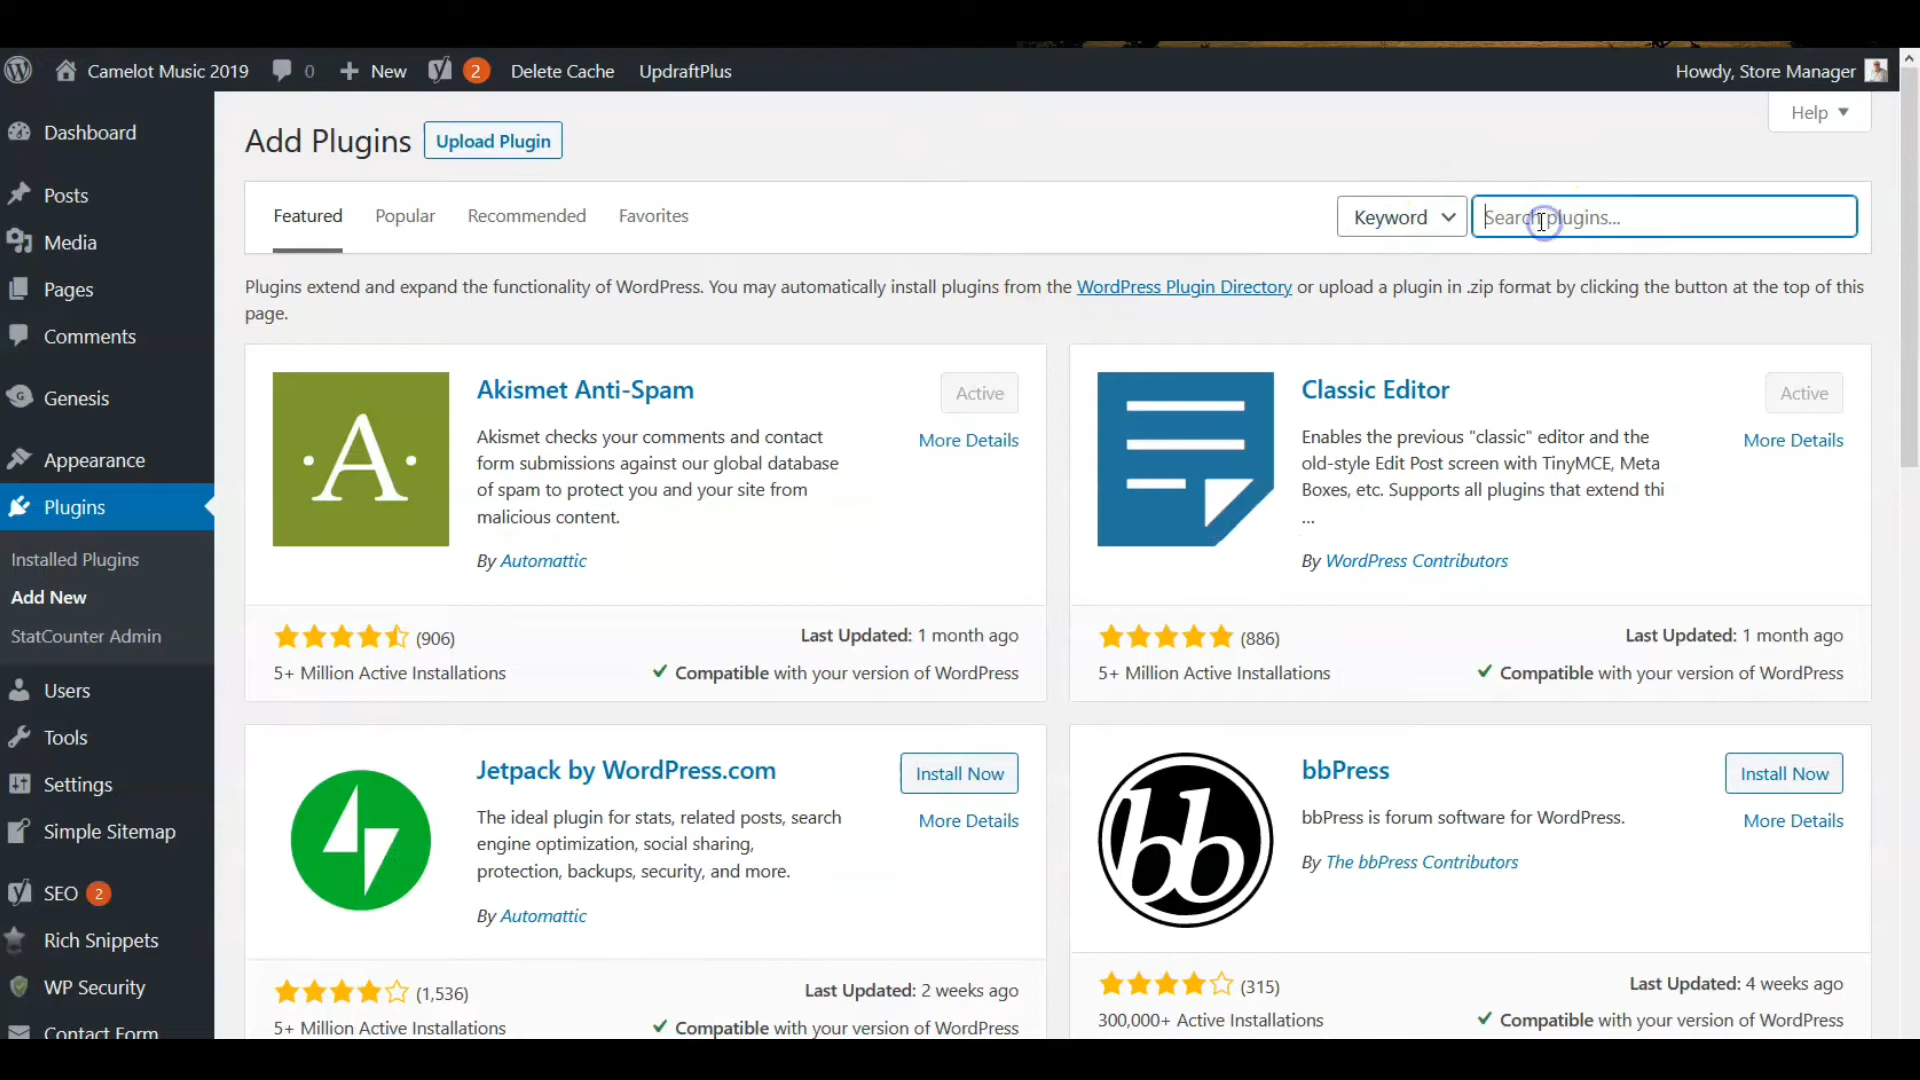 Camelot Music 2019 0 New 2 Delete Cache UpdraftPlus Howdy, Store Manager
Help
Dashboard
Posts
Media
Pages
Comments
Genesis
Appearance
Plugins
Installed Plugins
Add New
StatCounter Admin
Users
Tools
Settings
Simple Sitemap
SEO 2
Rich Snippets
WP Security
Contact Form
Add Plugins Upload Plugin
Featured Popular Recommended Favorites Keyword Search plugins...
Plugins extend and expand the functionality of WordPress. You may automatically install plugins from the WordPress Plugin Directory or upload a plugin in .zip format by clicking the button at the top of this
page.
A
Akismet Anti-Spam
Active
More Details
Akismet checks your comments and contact
form submissions against our global database
of spam to protect you and your site from
malicious content.
By Automattic
(906)
Last Updated: 1 month ago
5+ Million Active Installations
Compatible with your version of WordPress
Classic Editor
Active
More Details
Enables the previous "classic" editor and the
old-style Edit Post screen with TinyMCE, Meta
Boxes, etc. Supports all plugins that extend thi
...
By WordPress Contributors
(886)
Last Updated: 1 month ago
5+ Million Active Installations
Compatible with your version of WordPress
Jetpack by WordPress.com
Install Now
More Details
The ideal plugin for stats, related posts, search
engine optimization, social sharing,
protection, backups, security, and more.
By Automattic
(1,536)
Last Updated: 2 weeks ago
5+ Million Active Installations
Compatible with your version of WordPress
bb
bbPress
Install Now
More Details
bbPress is forum software for WordPress.
By The bbPress Contributors
(315)
Last Updated: 4 weeks ago
300,000+ Active Installations
Compatible with your version of WordPress